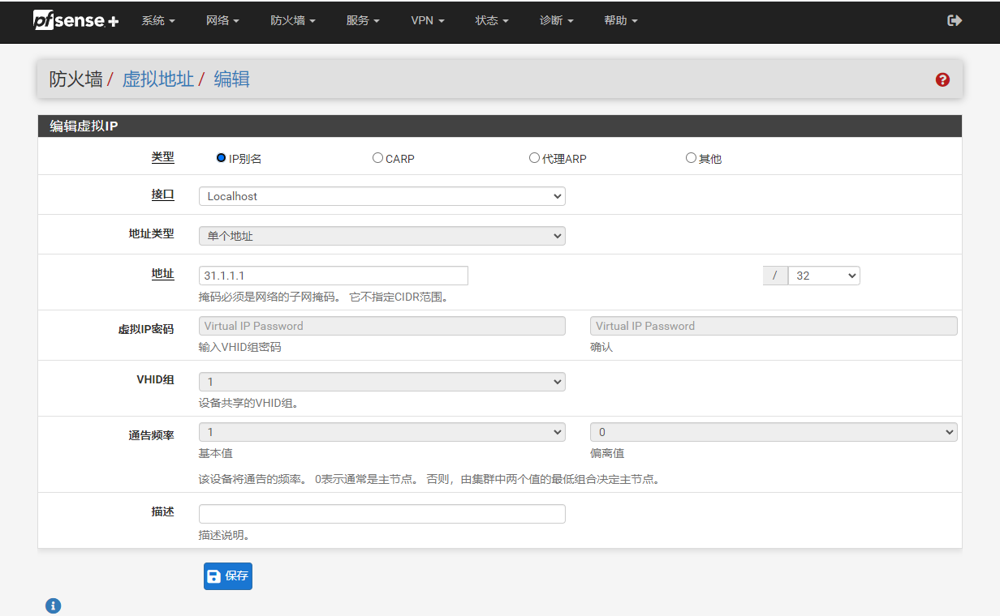 pfsense+ 系统 网络 防火墙 服务 VPN 状态 诊断 帮助
防火墙 / 虚拟地址 / 编辑
编辑虚拟IP
类型 IP别名 CARP 代理ARP 其他
接口 Localhost
地址类型 单个地址
地址 31.1.1.1 / 32
掩码必须是网络的子网掩码。 它不指定CIDR范围。
虚拟IP密码 Virtual IP Password Virtual IP Password
输入VHID组密码 确认
VHID组 1
设备共享的VHID组。
通告频率 1 0
基本值 偏离值
该设备将通告的频率。 0表示通常是主节点。 否则，由集群中两个值的最低组合决定主节点。
描述
描述说明。
保存